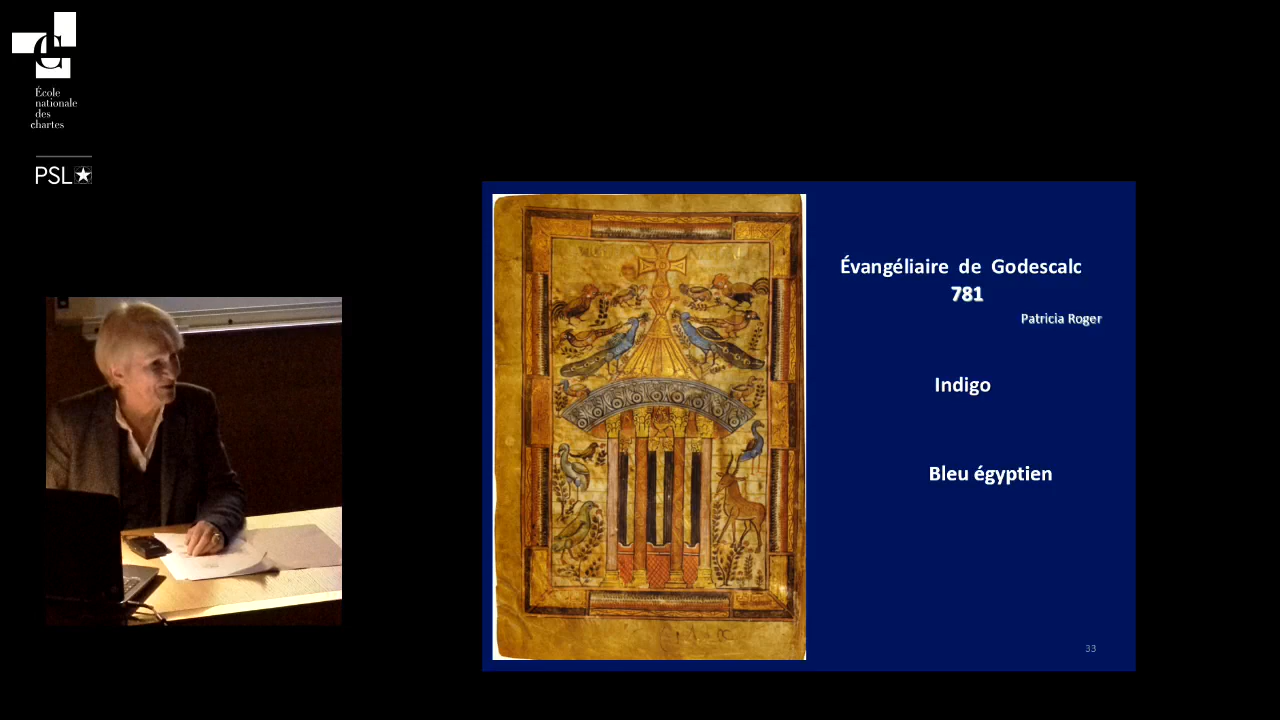 École
nationale
des
chartes
PSL
Évangéliaire de Godescalc
781
Patricia Roger
Indigo
Bleu égyptien
33